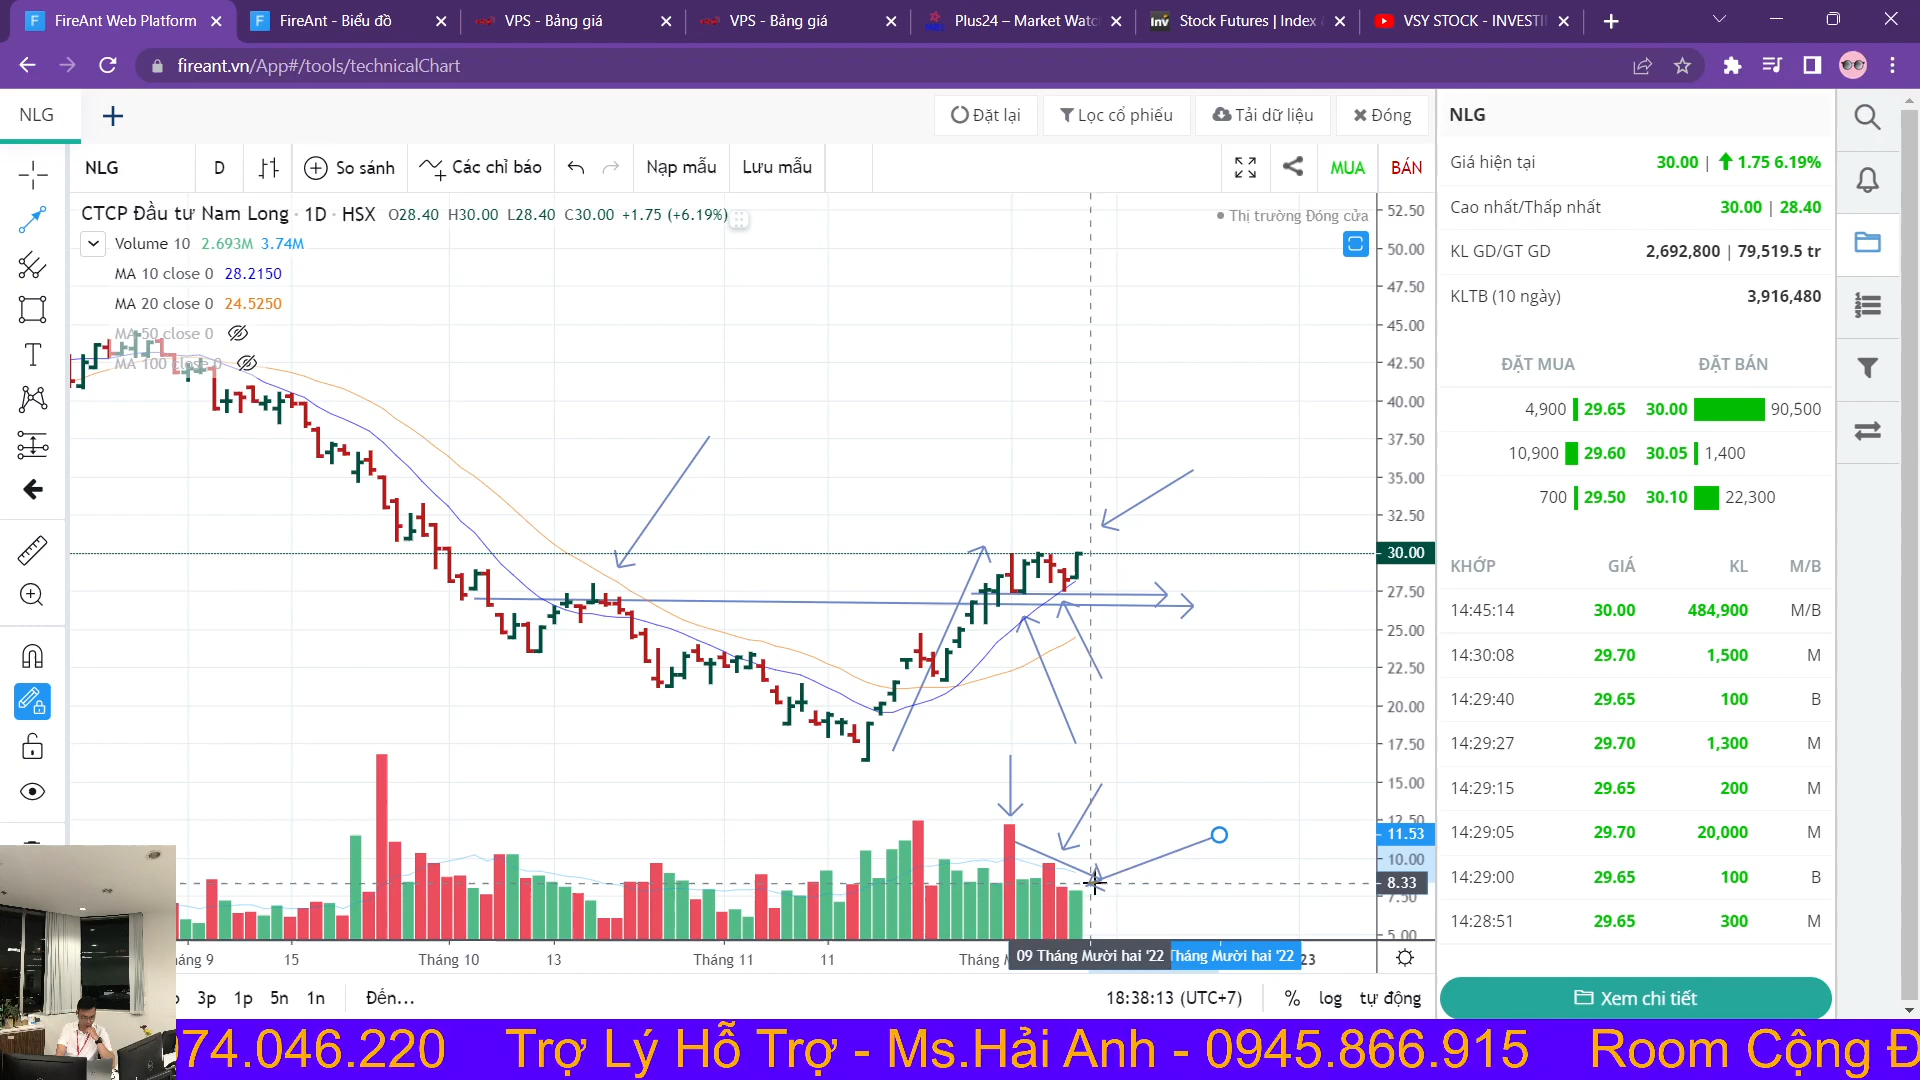 FireAnt Web Platform
FireAnt - Biểu đồ
VPS - Bảng giá
VPS - Bảng giá
Plus24 – Market Watc
Stock Futures | Index
VSY STOCK - INVESTI
fireant.vn/App#/tools/technicalChart
NLG
Đặt lại
Lọc cổ phiếu
Tải dữ liệu
Đóng
NLG D So sánh Các chỉ báo Nạp mẫu Lưu mẫu MUA BÁN
CTCP Đầu tư Nam Long · 1D · HSX O28.40 H30.00 L28.40 C30.00 +1.75 (+6.19%)
Thị trường Đóng cửa
Volume 10 2.693M 3.74M
MA 10 close 0 28.2150
MA 20 close 0 24.5250
MA 50 close 0
MA 100 close 0
52.50
50.00
47.50
45.00
42.50
40.00
37.50
35.00
32.50
30.00
27.50
25.00
22.50
20.00
17.50
15.00
12.50
11.53
10.00
8.33
7.50
5.00
15
Tháng 10
13
Tháng 11
11
09 Tháng Mười hai '22
Tháng Mười hai '22
3p 1p 5n 1n Đến...
18:38:13 (UTC+7) % log tự động
NLG
Giá hiện tại 30.00 | 1.75 6.19%
Cao nhất/Thấp nhất 30.00 | 28.40
KL GD/GT GD 2,692,800 | 79,519.5 tr
KLTB (10 ngày) 3,916,480
ĐẶT MUA ĐẶT BÁN
4,900 29.65 30.00 90,500
10,900 29.60 30.05 1,400
700 29.50 30.10 22,300
KHỚP GIÁ KL M/B
14:45:14 30.00 484,900 M/B
14:30:08 29.70 1,500 M
14:29:40 29.65 100 B
14:29:27 29.70 1,300 M
14:29:15 29.65 200 M
14:29:05 29.70 20,000 M
14:29:00 29.65 100 B
14:28:51 29.65 300 M
Xem chi tiết
74.046.220 Trợ Lý Hỗ Trợ - Ms.Hải Anh - 0945.866.915 Room Cộng Đ